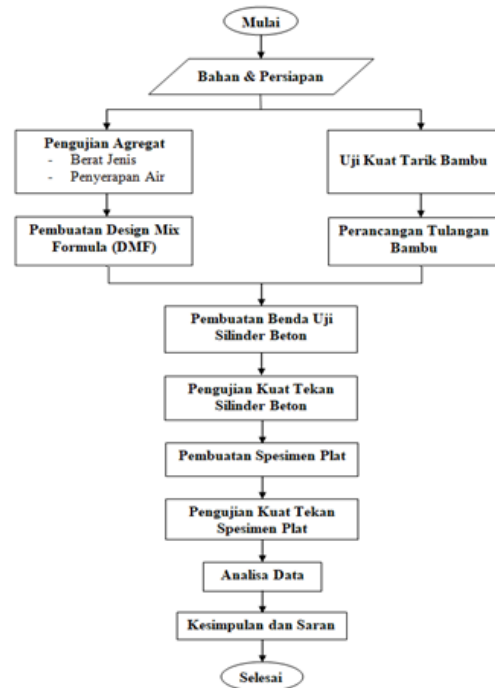 Mulai
Bahan & Persiapan
Pengujian Agregat
- Berat Jenis
- Penyerapan Air
Uji Kuat Tarik Bambu
Pembuatan Design Mix
Formula (DMF)
Perancangan Tulangan
Bambu
Pembuatan Benda Uji
Silinder Beton
Pengujian Kuat Tekan
Silinder Beton
Pembuatan Spesimen Plat
Pengujian Kuat Tekan
Spesimen Plat
Analisa Data
Kesimpulan dan Saran
Selesai